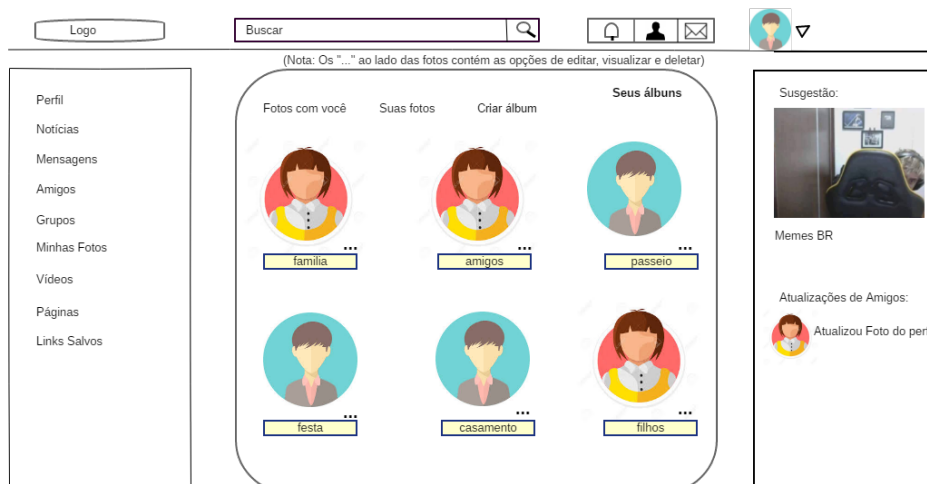 Logo
Buscar
(Nota: Os "..." ao lado das fotos contém as opções de editar, visualizar e deletar)
Perfil
Notícias
Mensagens
Amigos
Grupos
Minhas Fotos
Vídeos
Páginas
Links Salvos
Seus álbuns
Fotos com você Suas fotos Criar álbum
... ... ...
familia amigos passeio
... ... ...
festa casamento filhos
Susgestão:
Memes BR
Atualizações de Amigos:
Atualizou Foto do perf